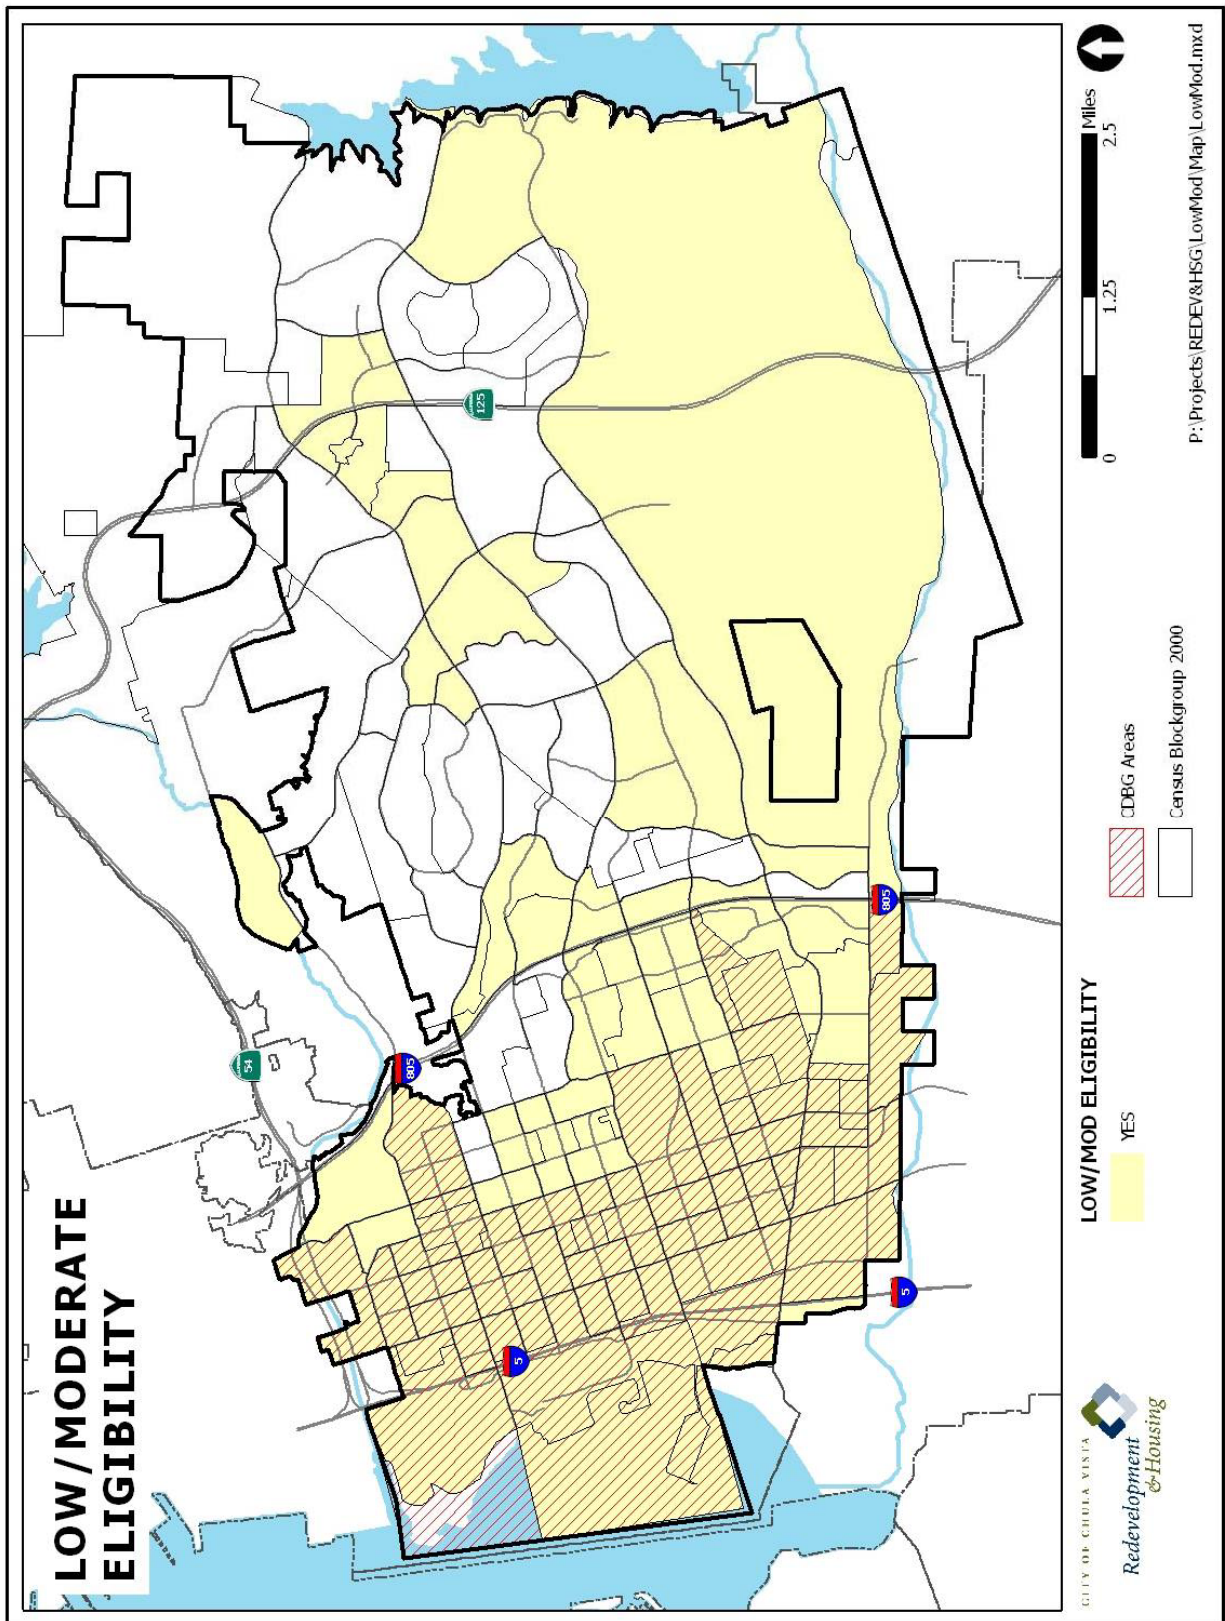 LOW/MODERATE
ELIGIBILITY
54
125
805
805
5
5
CITY OF CHULA VISTA
Redevelopment
& Housing
LOW/MOD ELIGIBILITY
YES
CDBG Areas
Census Blockgroup 2000
0
1.25
2.5
Miles
P:\Projects\REDEV&HSG\LowMod\Map\LowMod.mxd